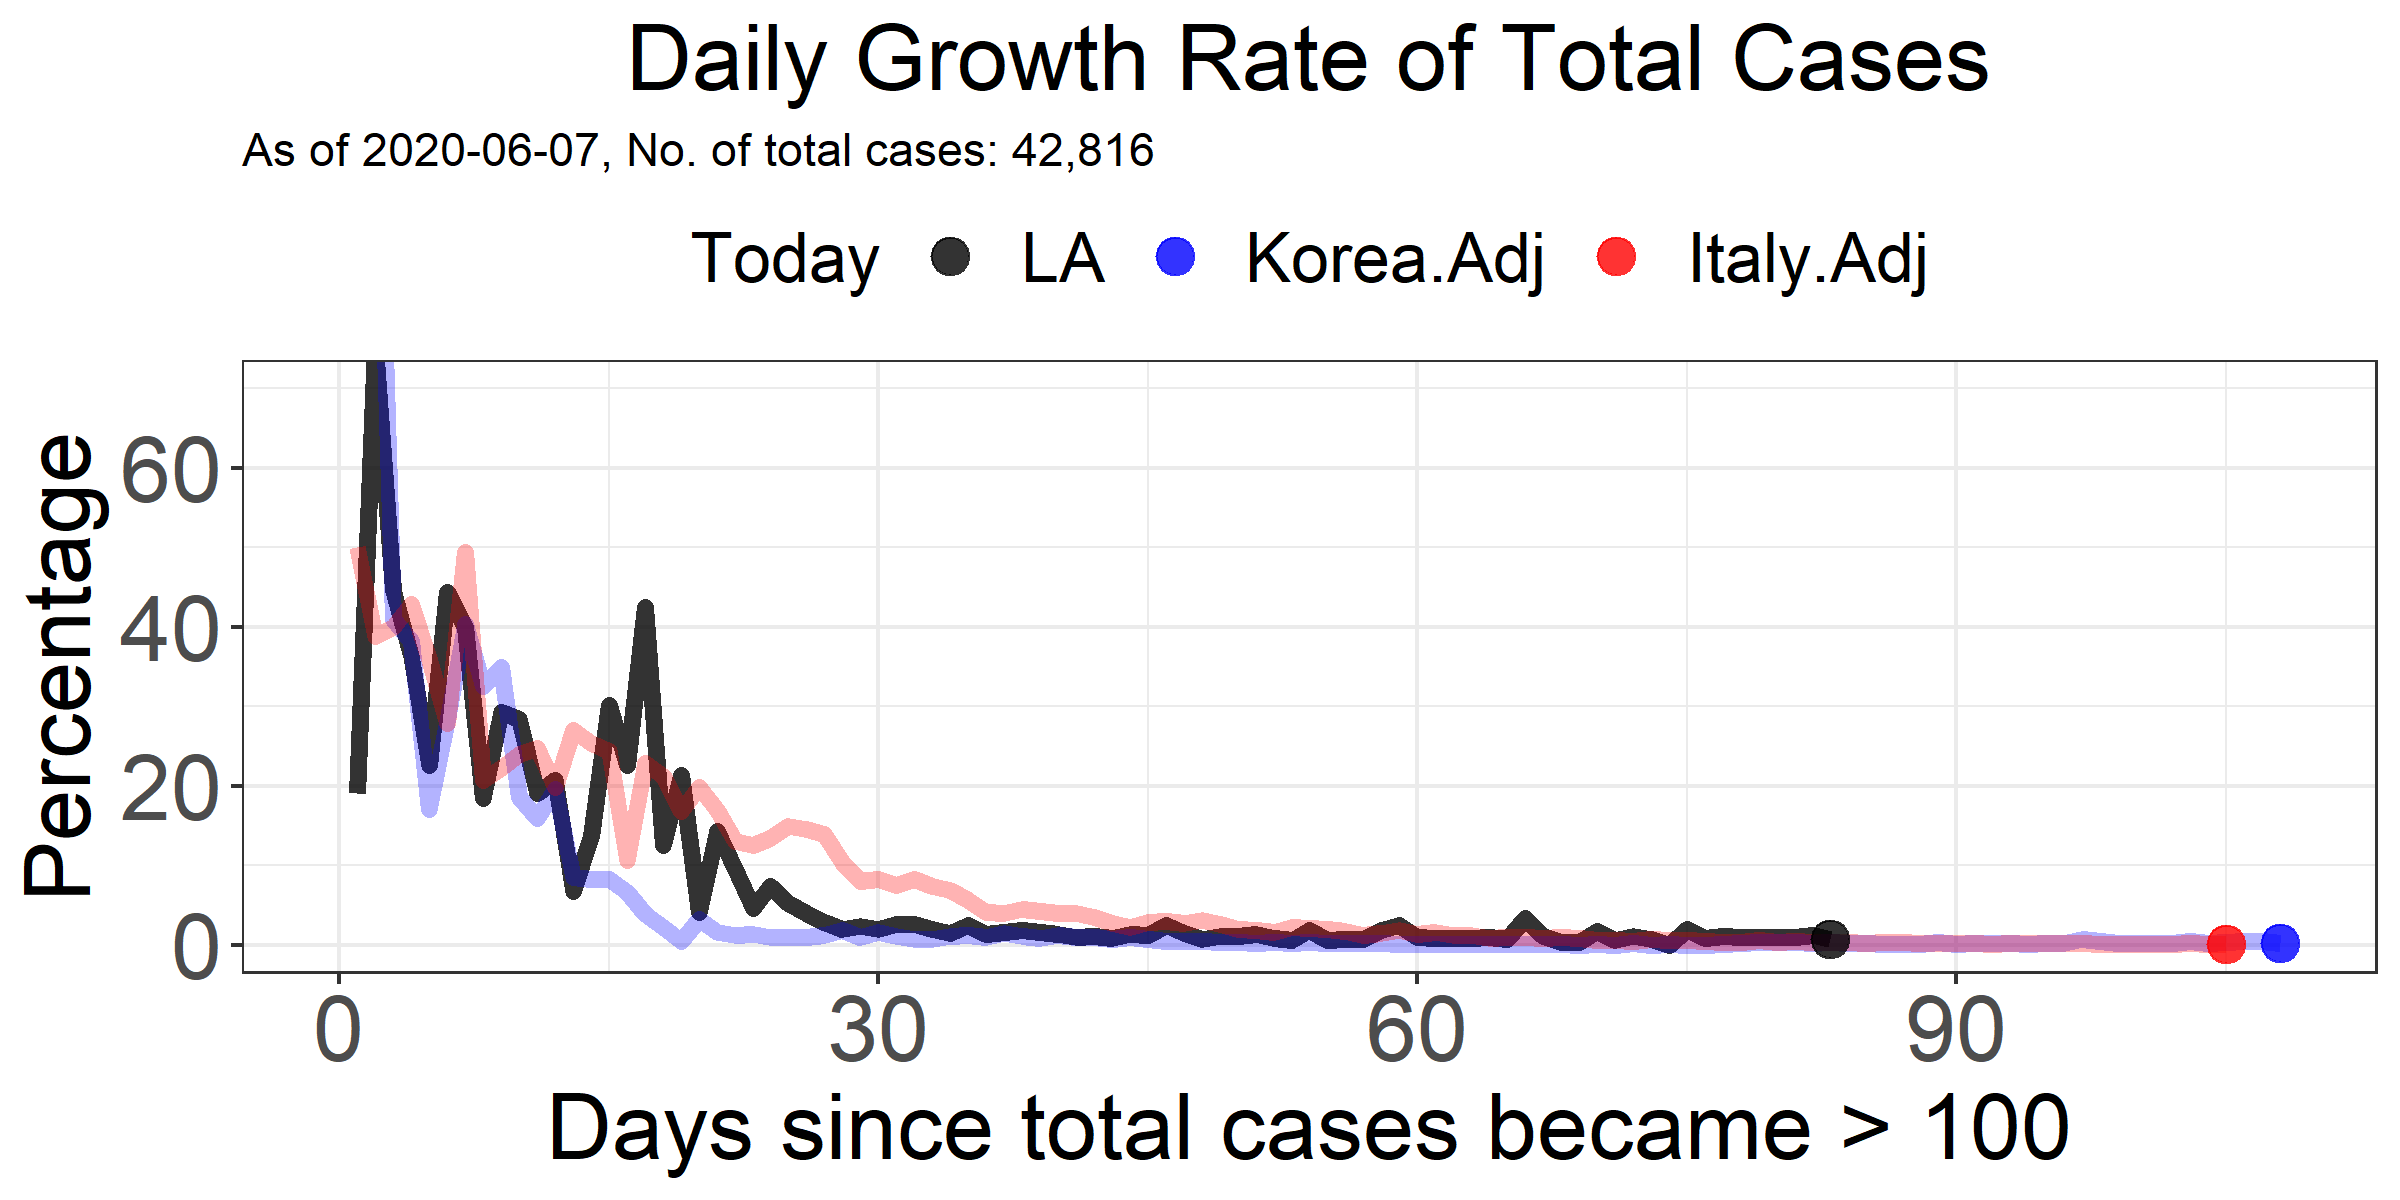 Daily Growth Rate of Total Cases
As of 2020-06-07, No. of total cases: 42,816
Today LA Korea.Adj Italy.Adj
Percentage
60
40
20
0
0 30 60 90
Days since total cases became > 100